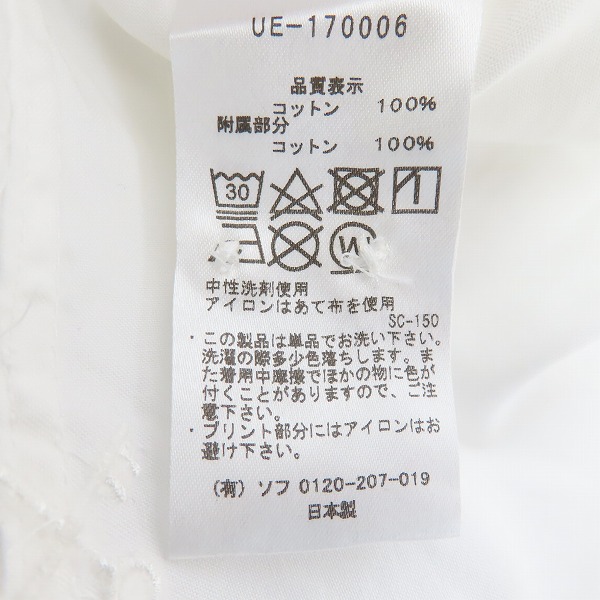 UE-170006
品質表示
コットン 100%
附属部分
コットン 100%
30
W
中性洗剤使用
アイロンはあて布を使用
SC-150
・この製品は単品でお洗い下さい。
洗濯の際多少色落ちします。ま
た着用中摩擦でほかの物に色が
付くことがありますので、ご注
意下さい。
・プリント部分にはアイロンはお
避け下さい。
(有) ソフ 0120-207-019
日本製